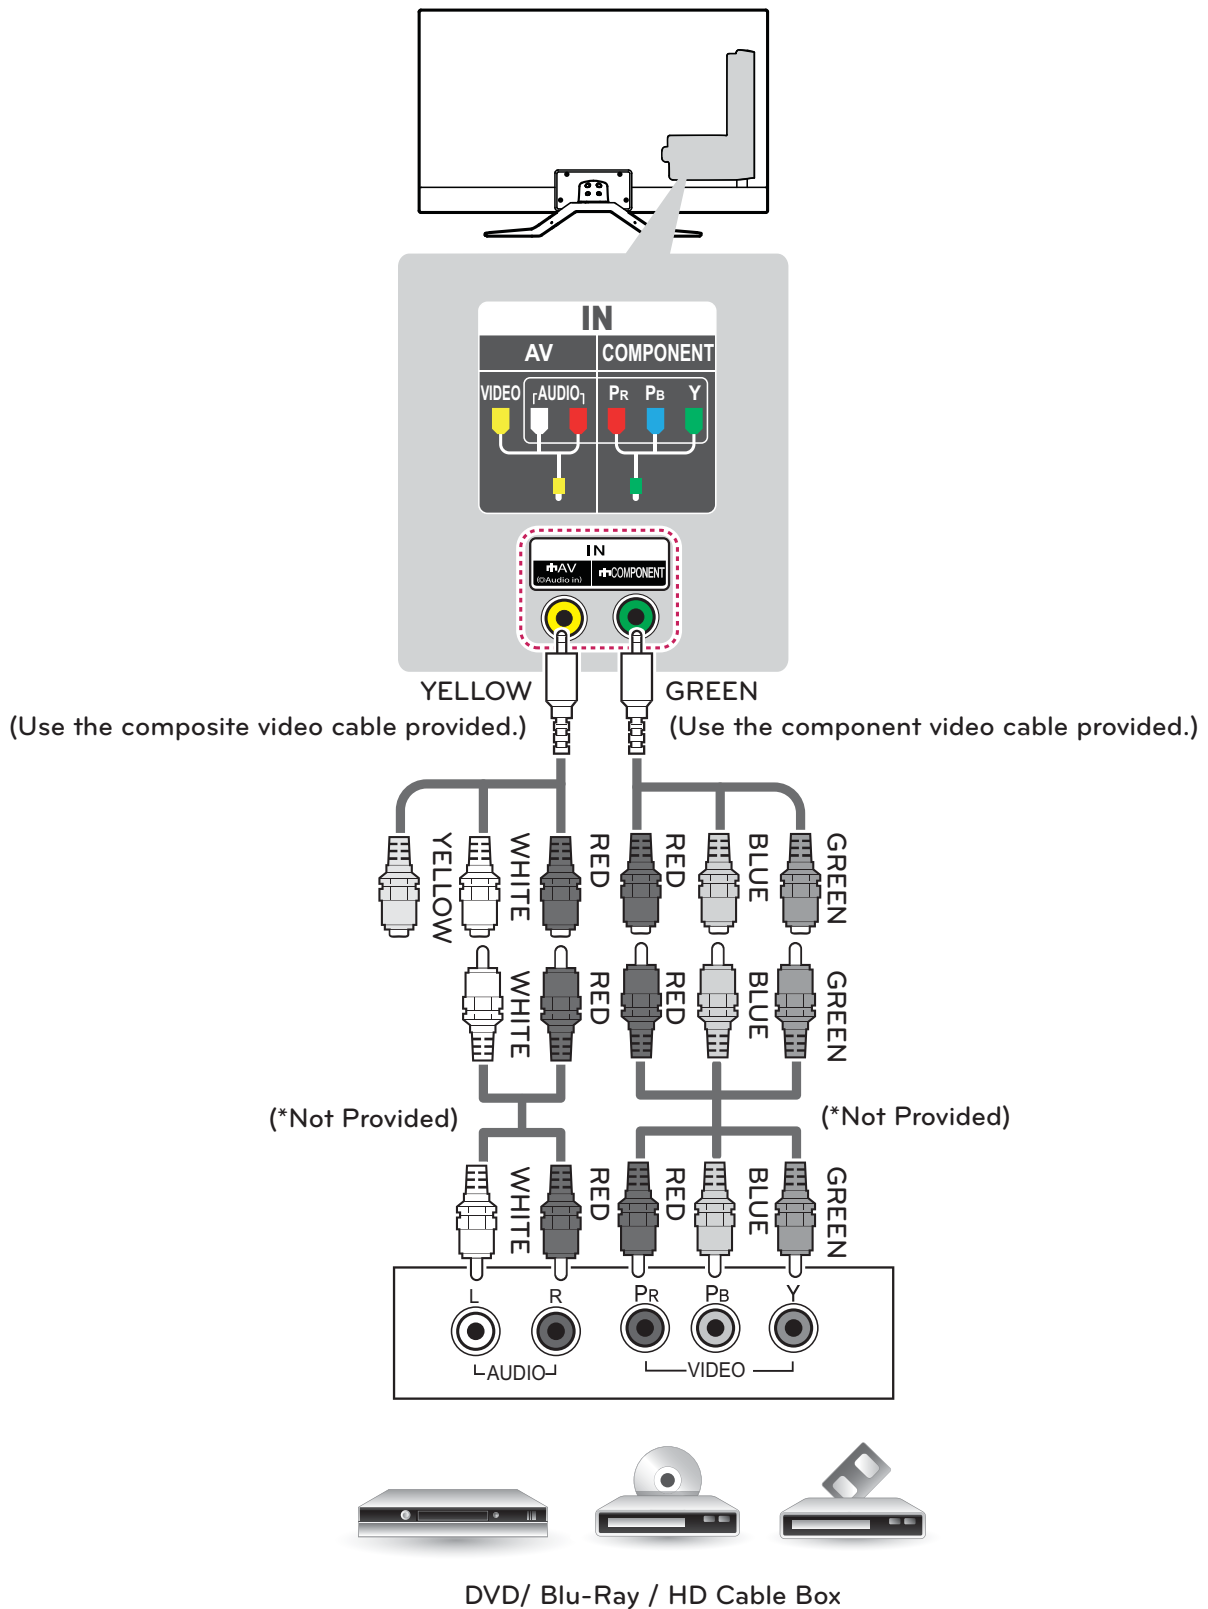 IN
AV COMPONENT
VIDEO ┌AUDIO┐ PR PB Y
IN
AV COMPONENT
(Audio in)
YELLOW GREEN
(Use the composite video cable provided.) (Use the component video cable provided.)
YELLOW WHITE RED RED BLUE GREEN
WHITE RED RED BLUE GREEN
(*Not Provided) (*Not Provided)
WHITE RED RED BLUE GREEN
L R PR PB Y
AUDIO VIDEO
DVD/ Blu-Ray / HD Cable Box